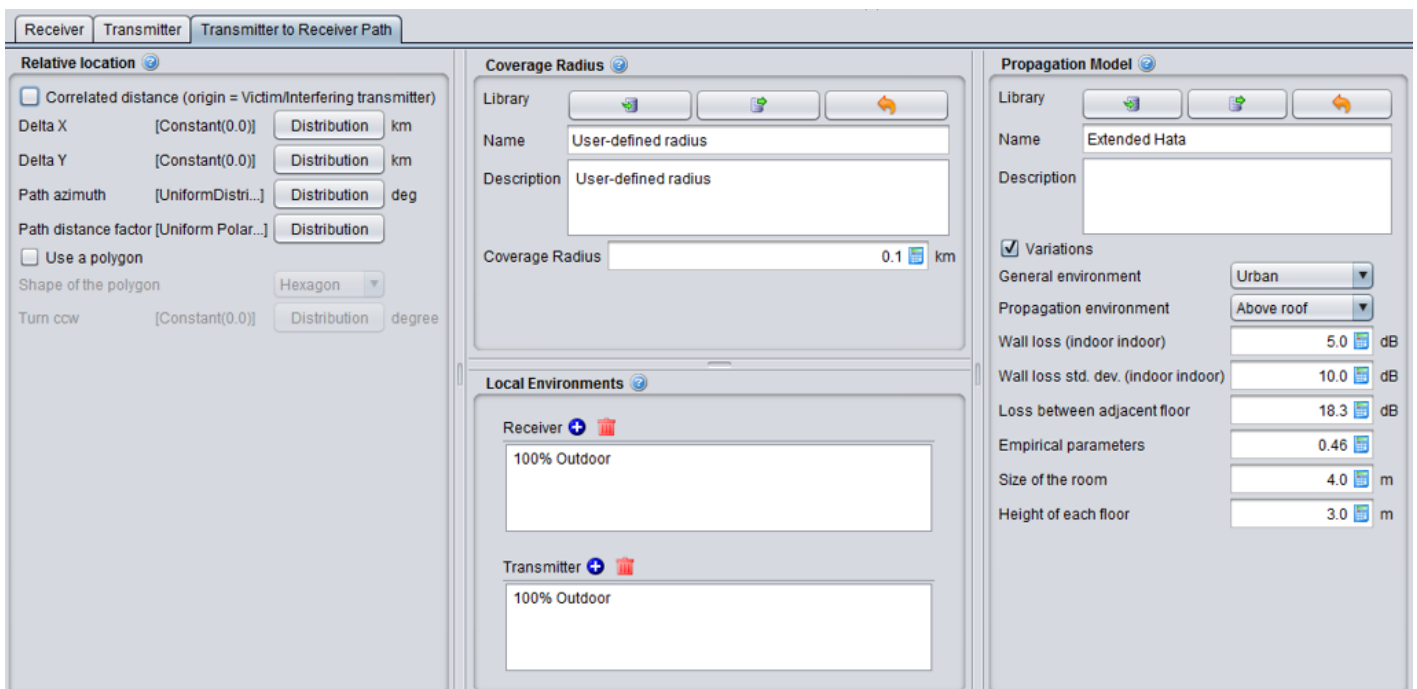 Receiver Transmitter Transmitter to Receiver Path
Relative location
Correlated distance (origin = Victim/Interfering transmitter)
Delta X [Constant(0.0)] Distribution km
Delta Y [Constant(0.0)] Distribution km
Path azimuth [UniformDistri...] Distribution deg
Path distance factor [Uniform Polar...] Distribution
Use a polygon
Shape of the polygon Hexagon
Turn ccw [Constant(0.0)] Distribution degree
Coverage Radius
Library
Name User-defined radius
Description User-defined radius
Coverage Radius 0.1 km
Local Environments
Receiver
100% Outdoor
Transmitter
100% Outdoor
Propagation Model
Library
Name Extended Hata
Description
Variations
General environment Urban
Propagation environment Above roof
Wall loss (indoor indoor) 5.0 dB
Wall loss std. dev. (indoor indoor) 10.0 dB
Loss between adjacent floor 18.3 dB
Empirical parameters 0.46
Size of the room 4.0 m
Height of each floor 3.0 m